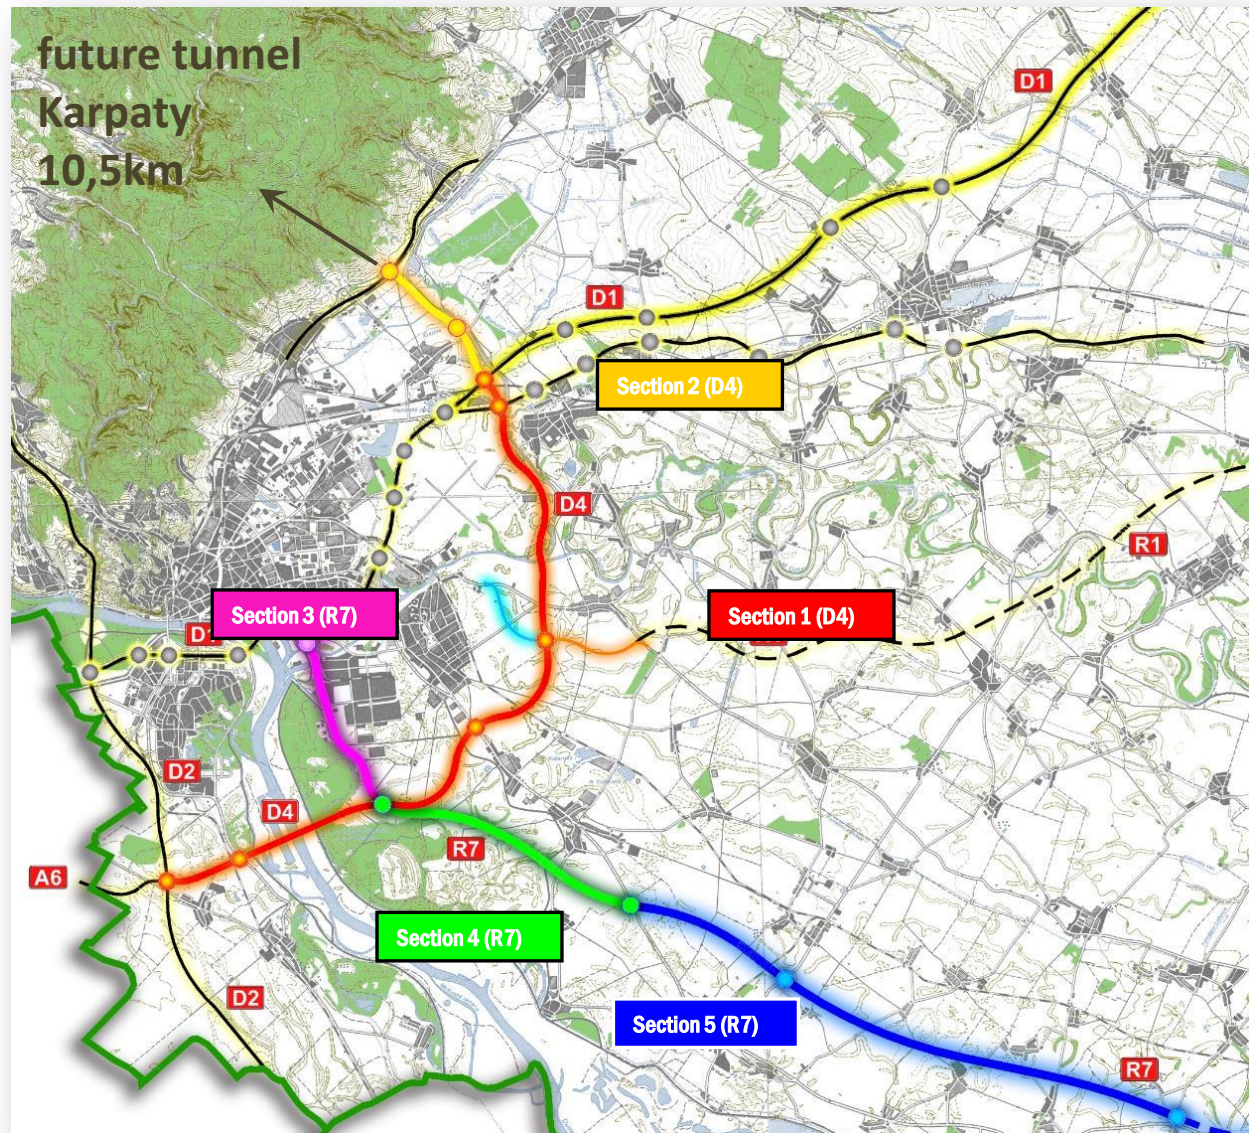 future tunnel
Karpaty
10,5km
D1
D1
Section 2 (D4)
D4
R1
Section 3 (R7)
Section 1 (D4)
D1
D2
D4
R7
A6
Section 4 (R7)
D2
Section 5 (R7)
R7